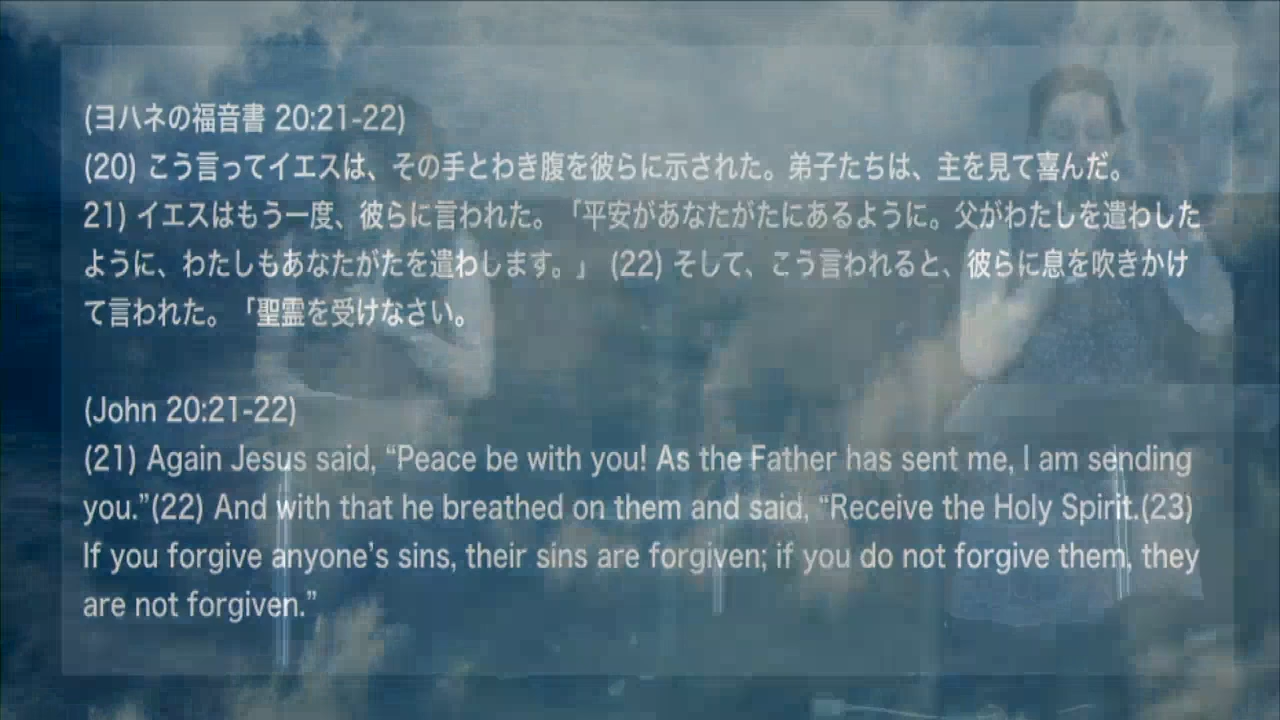 (ヨハネの福音書 20:21-22)
(20) こう言ってイエスは、その手とわき腹を彼らに示された。弟子たちは、主を見て喜んだ。
21) イエスはもう一度、彼らに言われた。「平安があなたがたにあるように。父がわたしを遣わした
ように、わたしもあなたがたを遣わします。」 (22) そして、こう言われると、彼らに息を吹きかけ
て言われた。「聖霊を受けなさい。
(John 20:21-22)
(21) Again Jesus said, “Peace be with you! As the Father has sent me, I am sending
you.”(22) And with that he breathed on them and said, “Receive the Holy Spirit.(23)
If you forgive anyone’s sins, their sins are forgiven; if you do not forgive them, they
are not forgiven.”